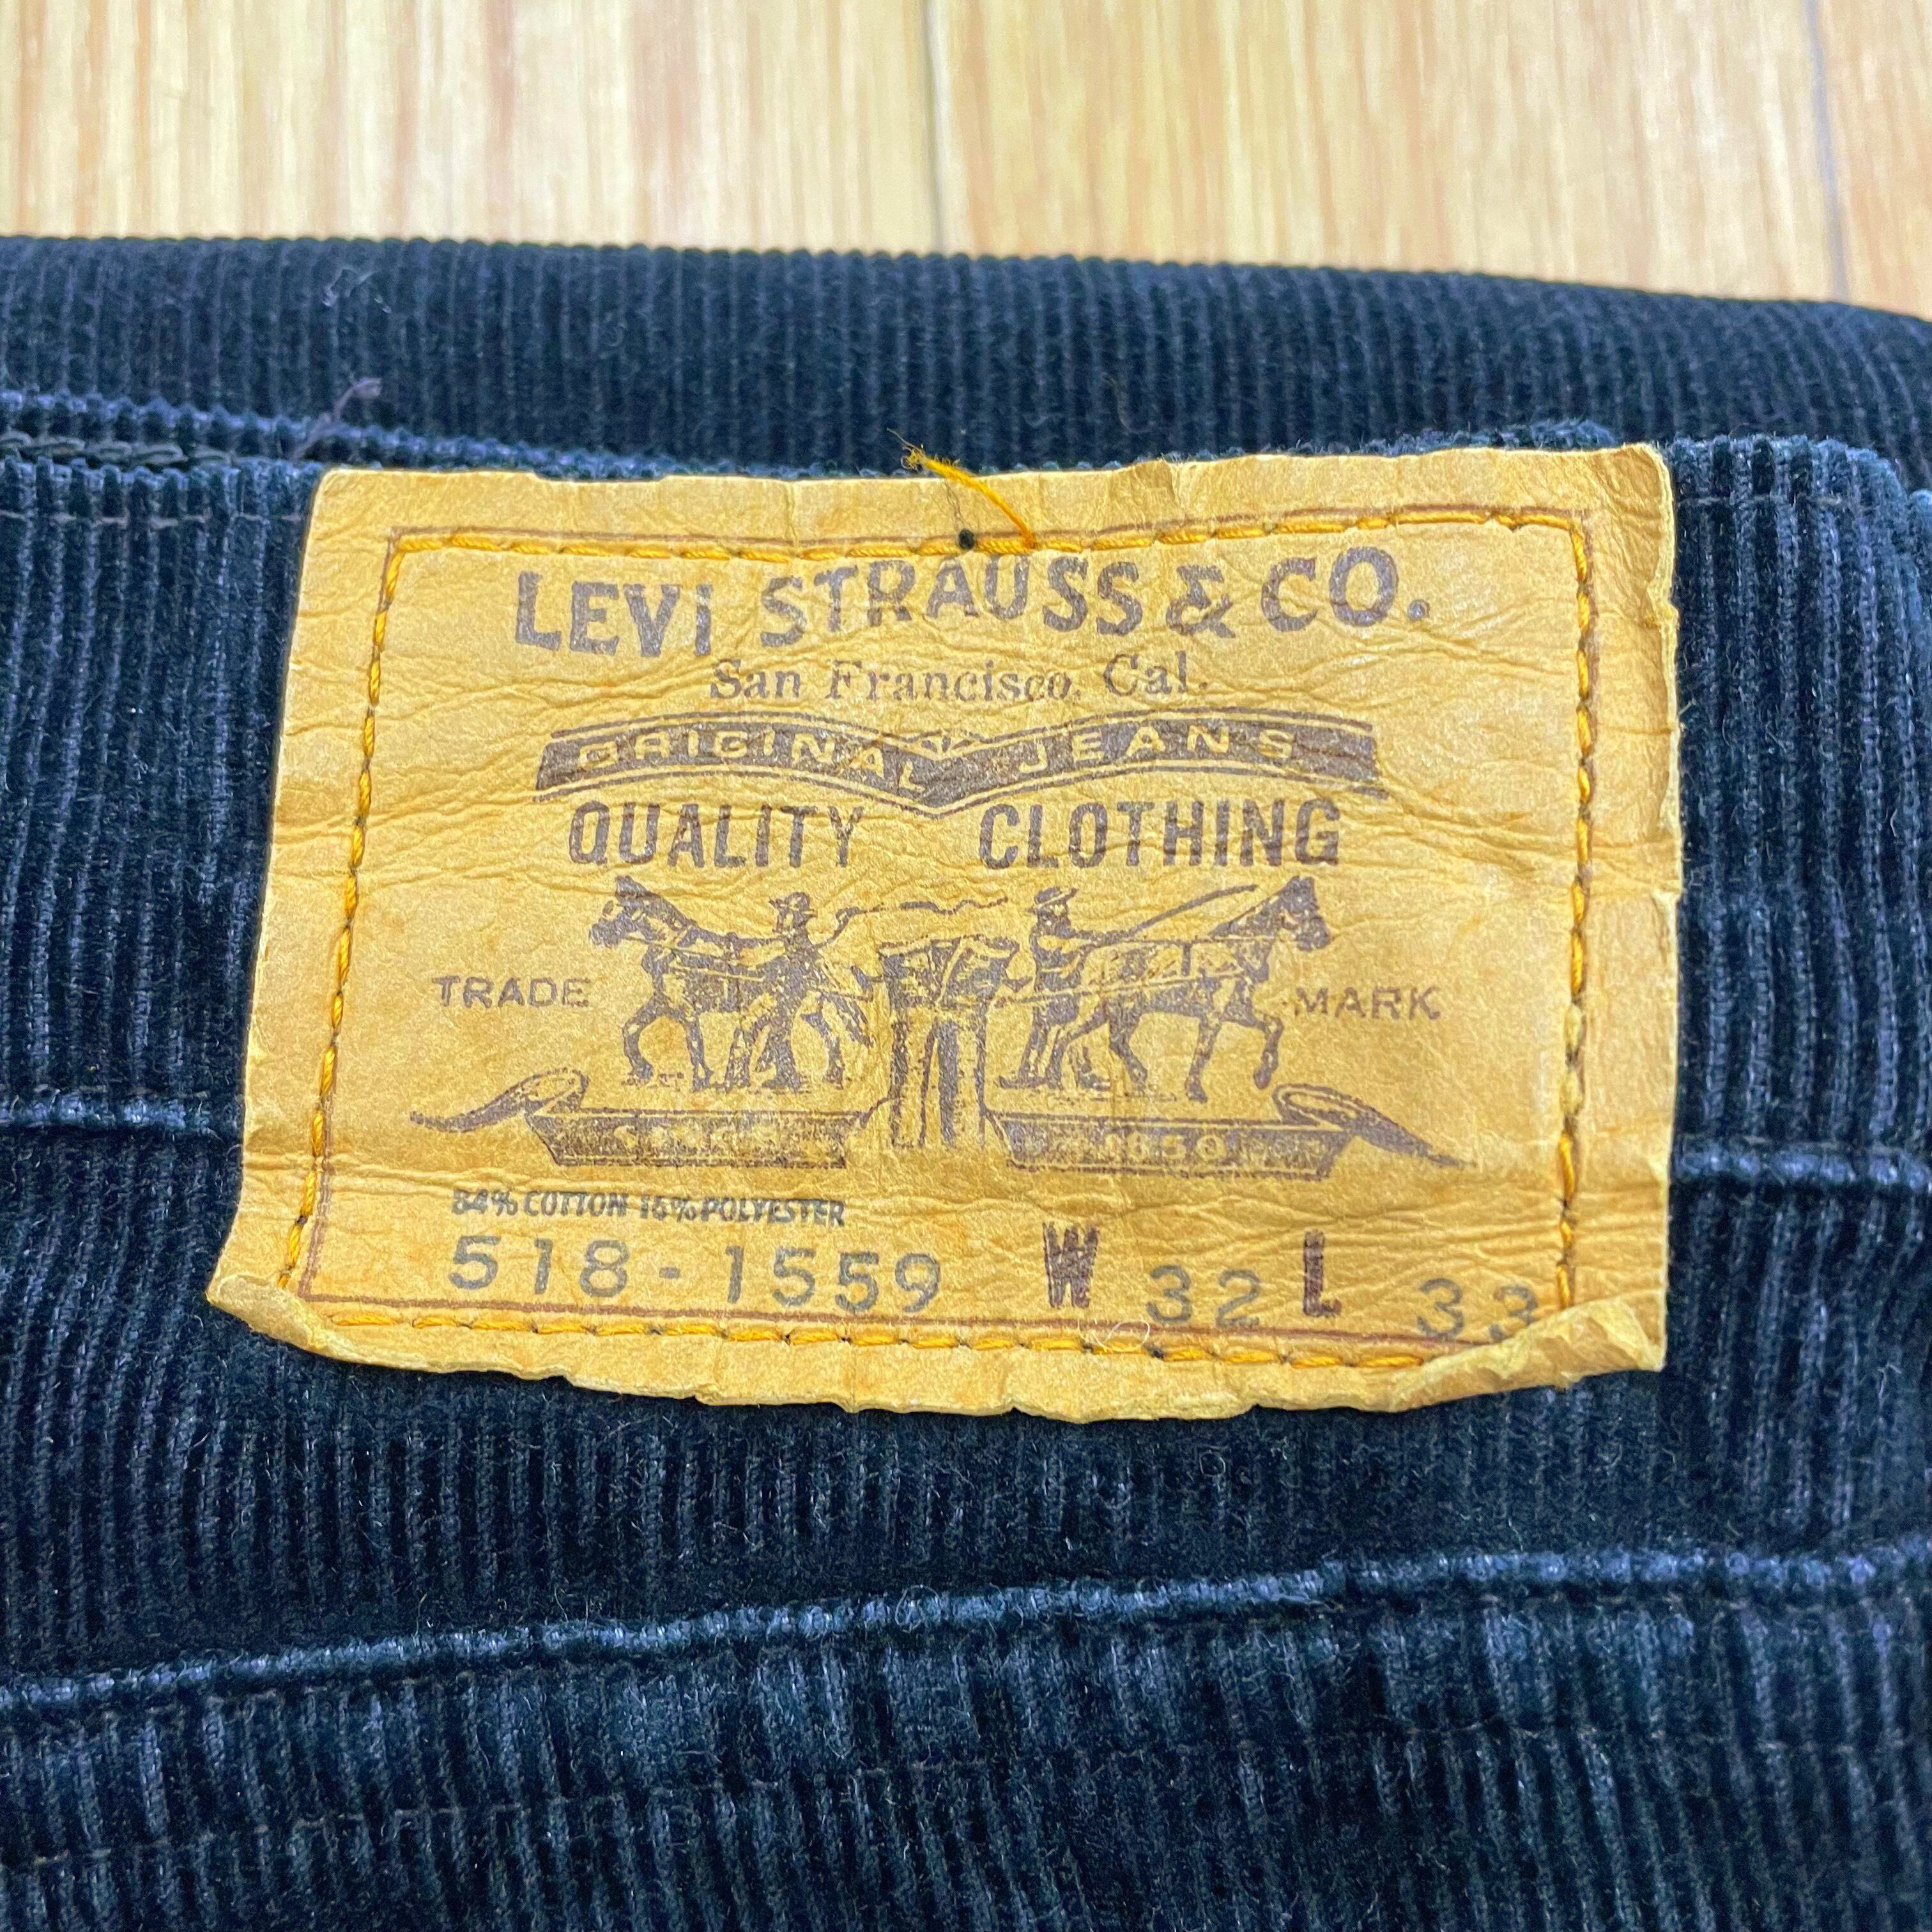 LEVI STRAUSS & CO.
San Francisco, Cal.
ORIGINAL JEANS
QUALITY CLOTHING
TRADE MARK
1850
84% COTTON 16% POLYESTER
518-1559 W 32 L 33